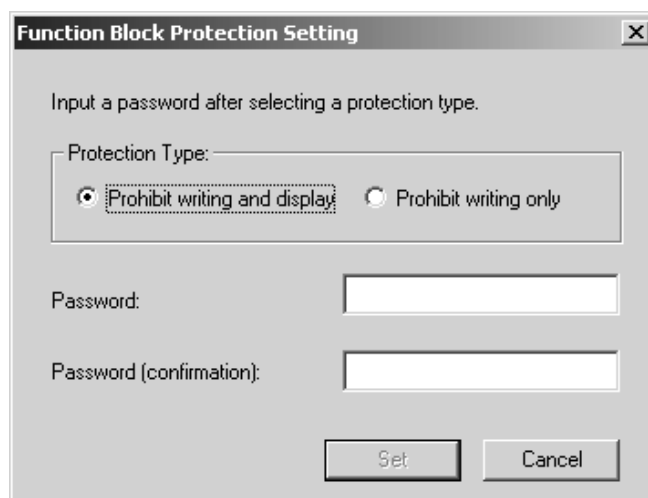 Function Block Protection Setting
Input a password after selecting a protection type.
Protection Type:
Prohibit writing and display Prohibit writing only
Password:
Password (confirmation):
Set Cancel